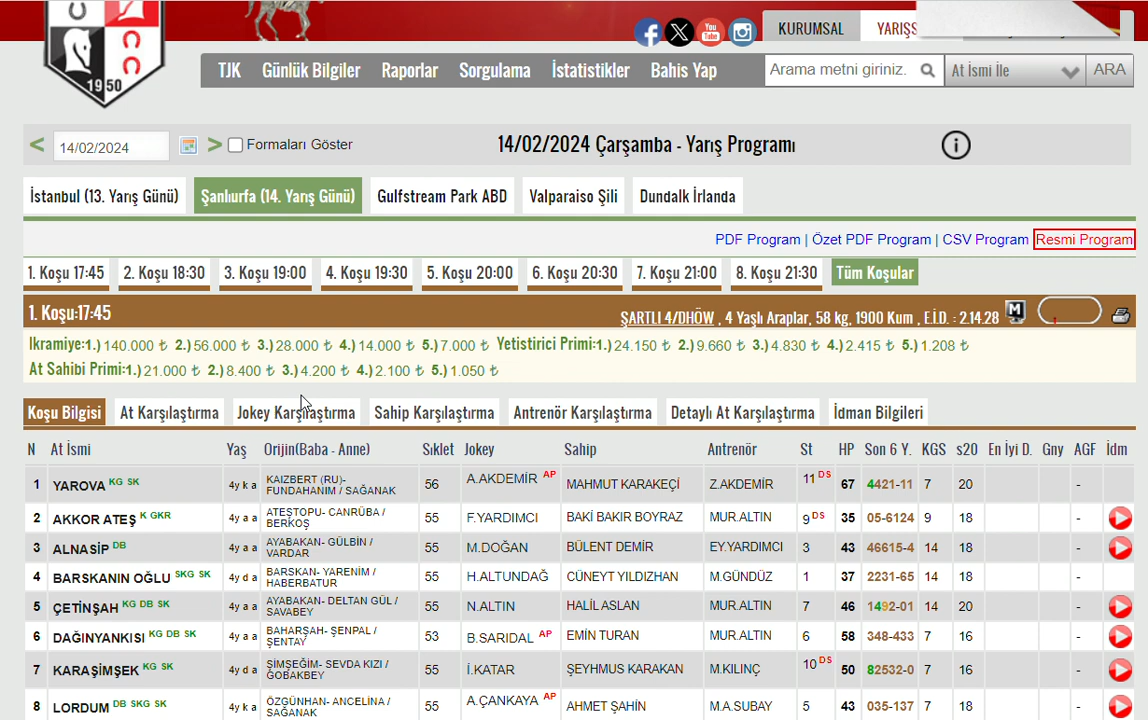 1950
KURUMSAL YARIŞS
TJK Günlük Bilgiler Raporlar Sorgulama İstatistikler Bahis Yap Arama metni giriniz. At İsmi İle ARA
< 14/02/2024 > Formaları Göster 14/02/2024 Çarşamba - Yarış Programı
İstanbul (13. Yarış Günü) Şanlıurfa (14. Yarış Günü) Gulfstream Park ABD Valparaiso Şili Dundalk İrlanda
PDF Program | Özet PDF Program | CSV Program Resmi Program
1. Koşu 17:45 2. Koşu 18:30 3. Koşu 19:00 4. Koşu 19:30 5. Koşu 20:00 6. Koşu 20:30 7. Koşu 21:00 8. Koşu 21:30 Tüm Koşular
1. Koşu:17:45 ŞARTLI 4/DHÖW , 4 Yaşlı Araplar, 58 kg, 1900 Kum , E.İ.D. : 2.14.28 M
Ikramiye:1.) 140.000 ₺ 2.) 56.000 ₺ 3.) 28.000 ₺ 4.) 14.000 ₺ 5.) 7.000 ₺ Yetistirici Primi:1.) 24.150 ₺ 2.) 9.660 ₺ 3.) 4.830 ₺ 4.) 2.415 ₺ 5.) 1.208 ₺
At Sahibi Primi:1.) 21.000 ₺ 2.) 8.400 ₺ 3.) 4.200 ₺ 4.) 2.100 ₺ 5.) 1.050 ₺
Koşu Bilgisi At Karşılaştırma Jokey Karşılaştırma Sahip Karşılaştırma Antrenör Karşılaştırma Detaylı At Karşılaştırma İdman Bilgileri
N At İsmi Yaş Orijin(Baba - Anne) Sıklet Jokey Sahip Antrenör St HP Son 6 Y. KGS s20 En İyi D. Gny AGF İdm
1 YAROVA KG SK 4y k a KAIZBERT (RU)- FUNDAHANIM / SAĞANAK 56 A.AKDEMİR AP MAHMUT KARAKEÇİ Z.AKDEMİR 11 DS 67 4421-11 7 20 -
2 AKKOR ATEŞ K GKR 4y a a ATEŞTOPU- CANRÜBA / BERKOŞ 55 F.YARDIMCI BAKİ BAKIR BOYRAZ MUR.ALTIN 9 DS 35 05-6124 9 18 -
3 ALNASİP DB 4y a a AYABAKAN- GÜLBİN / VARDAR 55 M.DOĞAN BÜLENT DEMİR EY.YARDIMCI 3 43 46615-4 14 18 -
4 BARSKANIN OĞLU SKG SK 4y d a BARSKAN- YARENİM / HABERBATUR 55 H.ALTUNDAĞ CÜNEYT YILDIZHAN M.GÜNDÜZ 1 37 2231-65 14 18 -
5 ÇETİNŞAH KG DB SK 4y a a AYABAKAN- DELTAN GÜL / SAVABEY 55 N.ALTIN HALİL ASLAN MUR.ALTIN 7 46 1492-01 14 20 -
6 DAĞINYANKISI KG DB SK 4y a a BAHARŞAH- ŞENPAL / ŞENTAY 53 B.SARIDAL AP EMİN TURAN MUR.ALTIN 6 58 348-433 7 16 -
7 KARAŞİMŞEK KG SK 4y d a ŞİMŞEĞİM- SEVDA KIZI / GOBAKBEY 55 İ.KATAR ŞEYHMUS KARAKAN M.KILINÇ 10 DS 50 82532-0 7 16 -
8 LORDUM DB SKG SK 4y k a ÖZGÜNHAN- ANCELİNA / SAĞANAK 55 A.ÇANKAYA AP AHMET ŞAHİN M.A.SUBAY 5 43 035-137 7 18 -